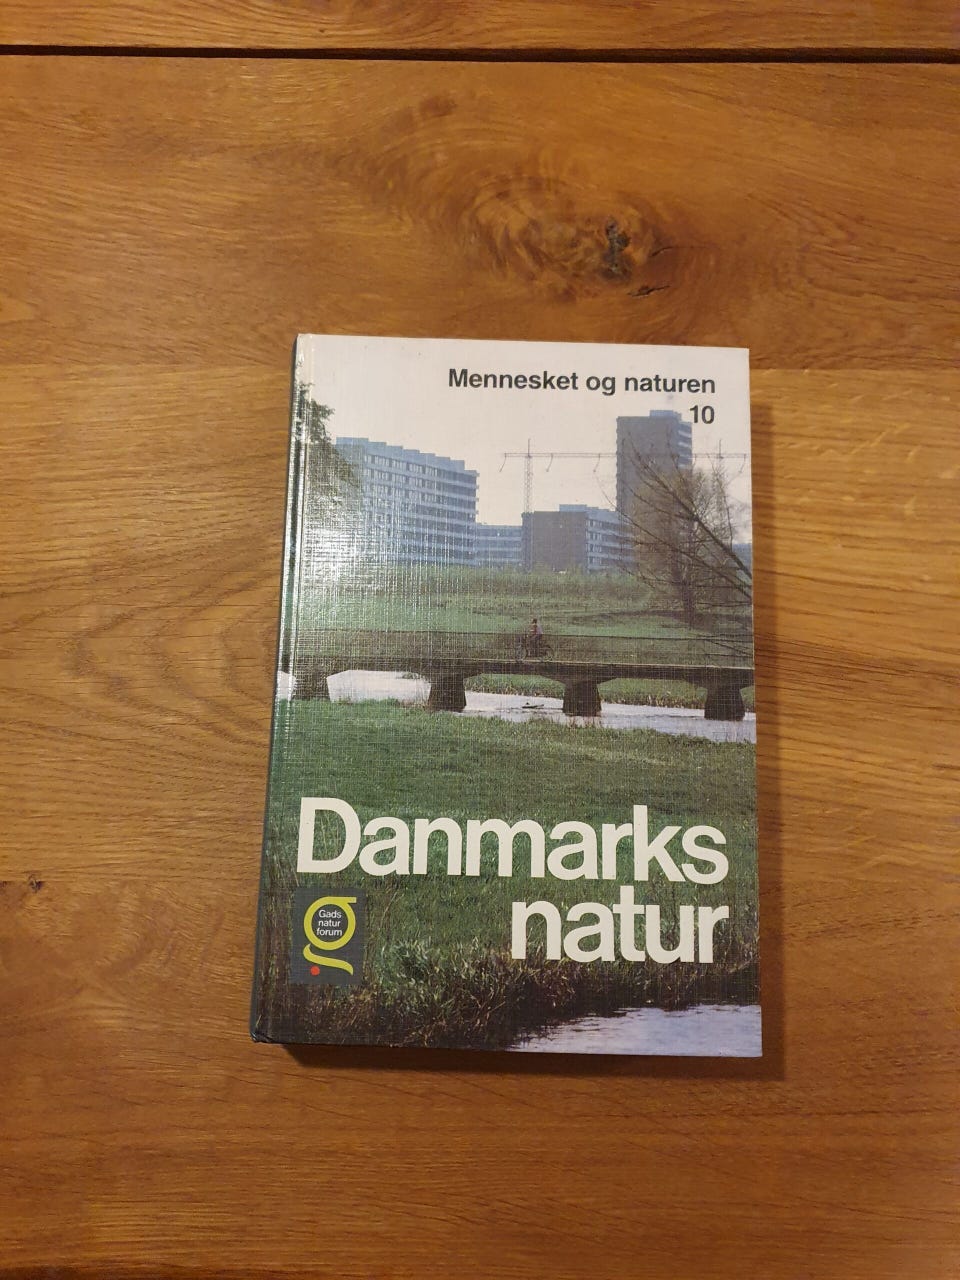 Mennesket og naturen
10
Danmarks
natur
Gads
natur
forum